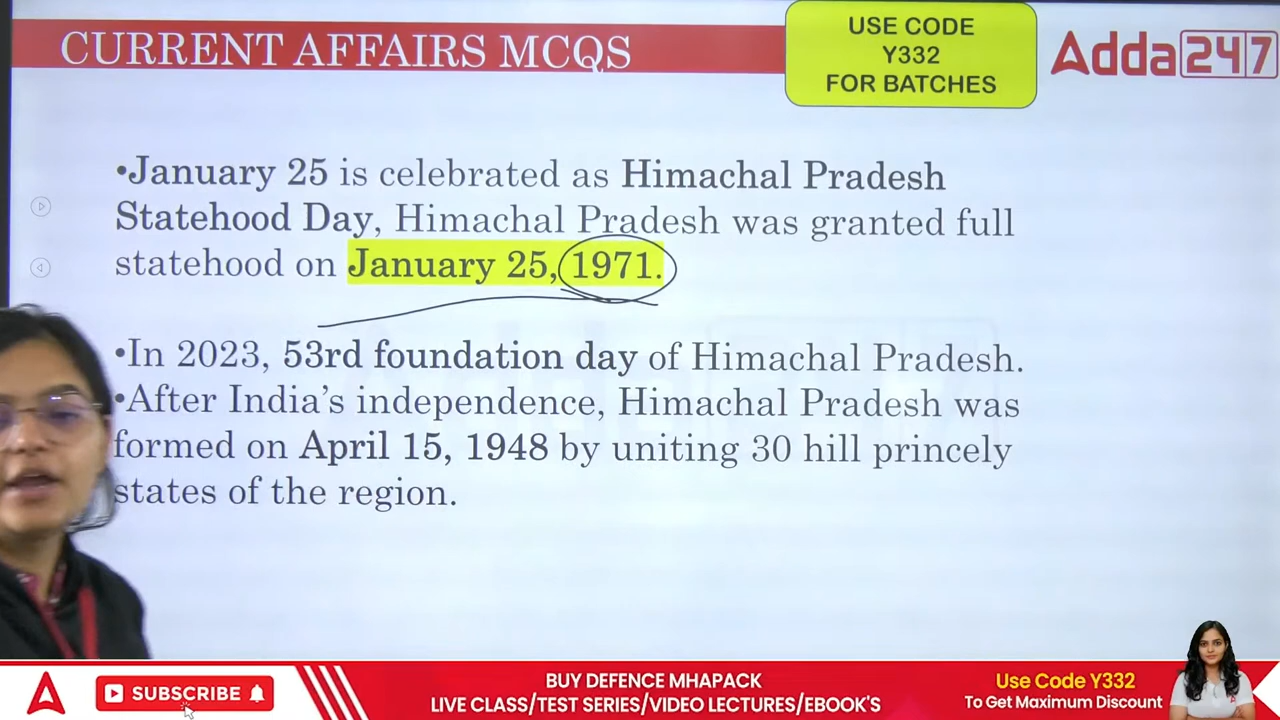 CURRENT AFFAIRS MCQS
USE CODE
Y332
FOR BATCHES
Adda247
•January 25 is celebrated as Himachal Pradesh
Statehood Day, Himachal Pradesh was granted full
statehood on January 25, 1971.
•In 2023, 53rd foundation day of Himachal Pradesh.
•After India’s independence, Himachal Pradesh was
formed on April 15, 1948 by uniting 30 hill princely
states of the region.
SUBSCRIBE
BUY DEFENCE MHAPACK
LIVE CLASS/TEST SERIES/VIDEO LECTURES/EBOOK'S
Use Code Y332
To Get Maximum Discount